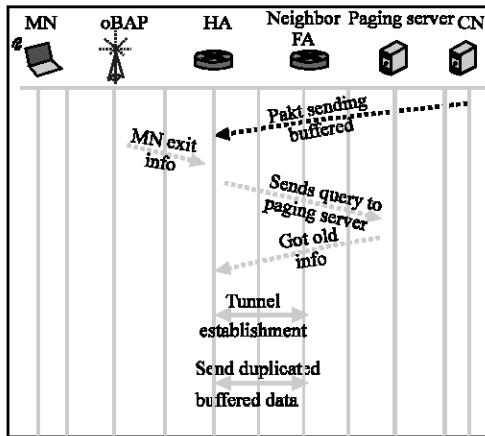 MN oBAP HA Neighbor FA Paging server CN
Pakt sending
buffered
MN exit
info
Sends query to
paging server
Got old
info
Tunnel
establishment
Send duplicated
buffered data